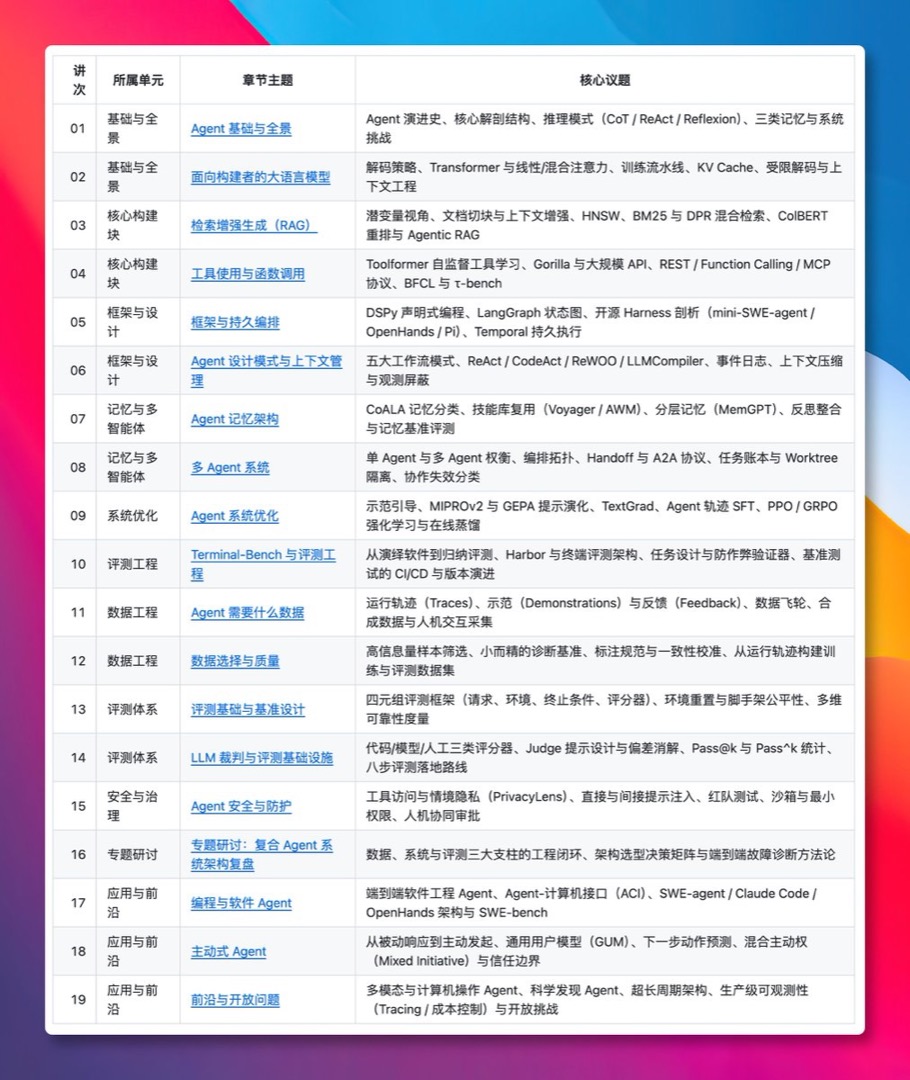 讲次 所属单元 章节主题 核心议题
01 基础与全景 Agent 基础与全景 Agent 演进史、核心解剖结构、推理模式（CoT / ReAct / Reflexion）、三类记忆与系统挑战
02 基础与全景 面向构建者的大语言模型 解码策略、Transformer 与线性/混合注意力、训练流水线、KV Cache、受限解码与上下文工程
03 核心构建块 检索增强生成（RAG） 潜变量视角、文档切块与上下文增强、HNSW、BM25 与 DPR 混合检索、ColBERT 重排与 Agentic RAG
04 核心构建块 工具使用与函数调用 Toolformer 自监督工具学习、Gorilla 与大规模 API、REST / Function Calling / MCP 协议、BFCL 与 τ-bench
05 框架与设计 框架与持久编排 DSPy 声明式编程、LangGraph 状态图、开源 Harness 剖析（mini-SWE-agent / OpenHands / Pi）、Temporal 持久执行
06 框架与设计 Agent 设计模式与上下文管理 五大工作流模式、ReAct / CodeAct / ReWOO / LLMCompiler、事件日志、上下文压缩与观测屏蔽
07 记忆与多智能体 Agent 记忆架构 CoALA 记忆分类、技能库复用（Voyager / AWM）、分层记忆（MemGPT）、反思整合与记忆基准评测
08 记忆与多智能体 多 Agent 系统 单 Agent 与多 Agent 权衡、编排拓扑、Handoff 与 A2A 协议、任务账本与 Worktree 隔离、协作失效分类
09 系统优化 Agent 系统优化 示范引导、MIPROv2 与 GEPA 提示演化、TextGrad、Agent 轨迹 SFT、PPO / GRPO 强化学习与在线蒸馏
10 评测工程 Terminal-Bench 与评测工程 从演绎软件到归纳评测、Harbor 与终端评测架构、任务设计与防作弊验证器、基准测试的 CI/CD 与版本演进
11 数据工程 Agent 需要什么数据 运行轨迹（Traces）、示范（Demonstrations）与反馈（Feedback）、数据飞轮、合成数据与人机交互采集
12 数据工程 数据选择与质量 高信息量样本筛选、小而精的诊断基准、标注规范与一致性校准、从运行轨迹构建训练与评测数据集
13 评测体系 评测基础与基准设计 四元组评测框架（请求、环境、终止条件、评分器）、环境重置与脚手架公平性、多维可靠性度量
14 评测体系 LLM 裁判与评测基础设施 代码/模型/人工三类评分器、Judge 提示设计与偏差消解、Pass@k 与 Pass^k 统计、八步评测落地路线
15 安全与治理 Agent 安全与防护 工具访问与情境隐私（PrivacyLens）、直接与间接提示注入、红队测试、沙箱与最小权限、人机协同审批
16 专题研讨 专题研讨：复合 Agent 系统架构复盘 数据、系统与评测三大支柱的工程闭环、架构选型决策矩阵与端到端故障诊断方法论
17 应用与前沿 编程与软件 Agent 端到端软件工程 Agent、Agent-计算机接口（ACI）、SWE-agent / Claude Code / OpenHands 架构与 SWE-bench
18 应用与前沿 主动式 Agent 从被动响应到主动发起、通用用户模型（GUM）、下一步动作预测、混合主动权（Mixed Initiative）与信任边界
19 应用与前沿 前沿与开放问题 多模态与计算机操作 Agent、科学发现 Agent、超长周期架构、生产级可观测性（Tracing / 成本控制）与开放挑战